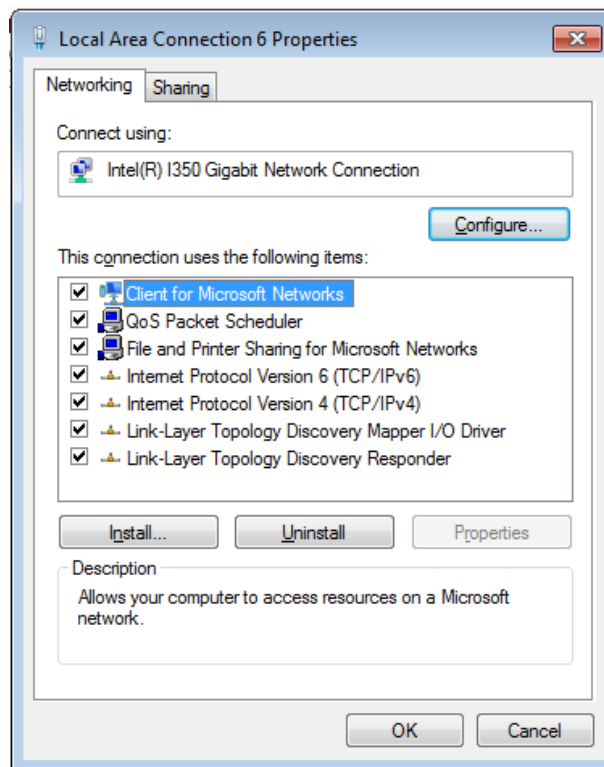 Local Area Connection 6 Properties
Networking
Sharing
Connect using:
Intel(R) I350 Gigabit Network Connection
Configure...
This connection uses the following items:
Client for Microsoft Networks
QoS Packet Scheduler
File and Printer Sharing for Microsoft Networks
Internet Protocol Version 6 (TCP/IPv6)
Internet Protocol Version 4 (TCP/IPv4)
Link-Layer Topology Discovery Mapper I/O Driver
Link-Layer Topology Discovery Responder
Install...
Uninstall
Properties
Description
Allows your computer to access resources on a Microsoft
network.
OK
Cancel